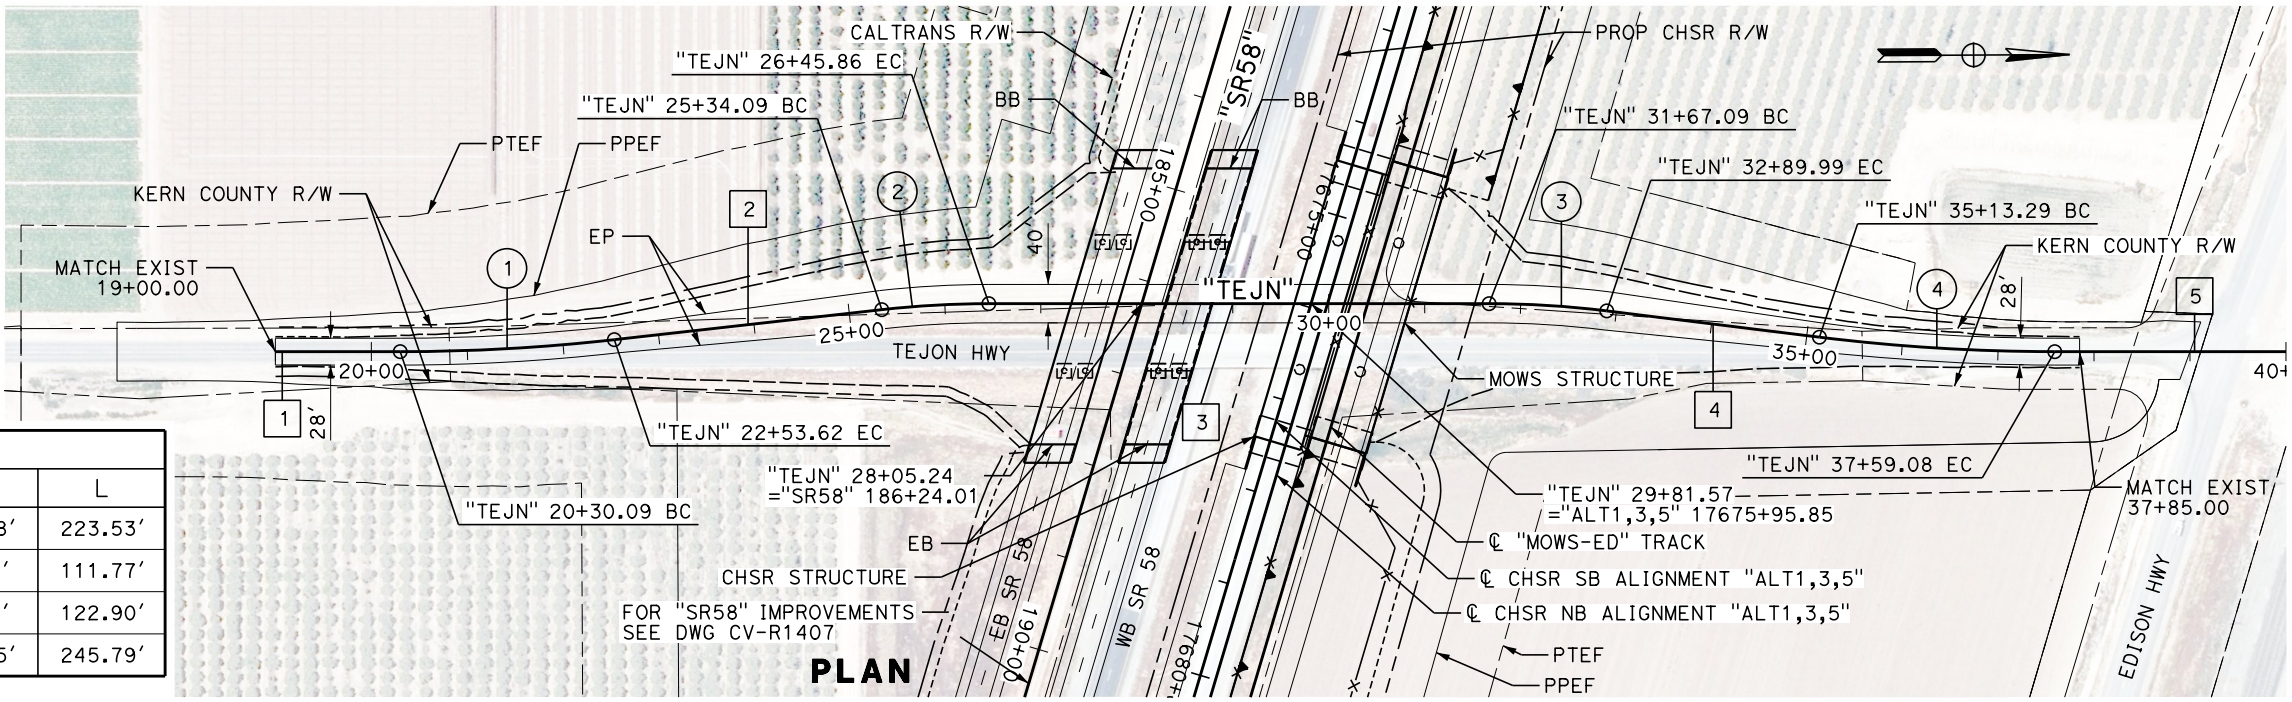 CALTRANS R/W
"TEJN" 26+45.86 EC
"TEJN" 25+34.09 BC
BB
"SR58"
BB
PROP CHSR R/W
"TEJN" 31+67.09 BC
"TEJN" 32+89.99 EC
"TEJN" 35+13.29 BC
KERN COUNTY R/W
PTEF
PPEF
KERN COUNTY R/W
EP
MATCH EXIST
19+00.00
1
2
2
3
4
5
40'
28'
185+00
"TEJN"
20+00
25+00
30+00
35+00
40+
TEJON HWY
MOWS STRUCTURE
1
28'
3
4
"TEJN" 22+53.62 EC
"TEJN" 20+30.09 BC
"TEJN" 28+05.24
="SR58" 186+24.01
"TEJN" 37+59.08 EC
"TEJN" 29+81.57
="ALT1,3,5" 17675+95.85
MATCH EXIST
37+85.00
EB
CHSR STRUCTURE
FOR "SR58" IMPROVEMENTS
SEE DWG CV-R1407
EB SR 58
190+00
WB SR 58
17680+
℄ "MOWS-ED" TRACK
℄ CHSR SB ALIGNMENT "ALT1,3,5"
℄ CHSR NB ALIGNMENT "ALT1,3,5"
PTEF
PPEF
EDISON HWY
L
223.53'
111.77'
122.90'
245.79'
PLAN